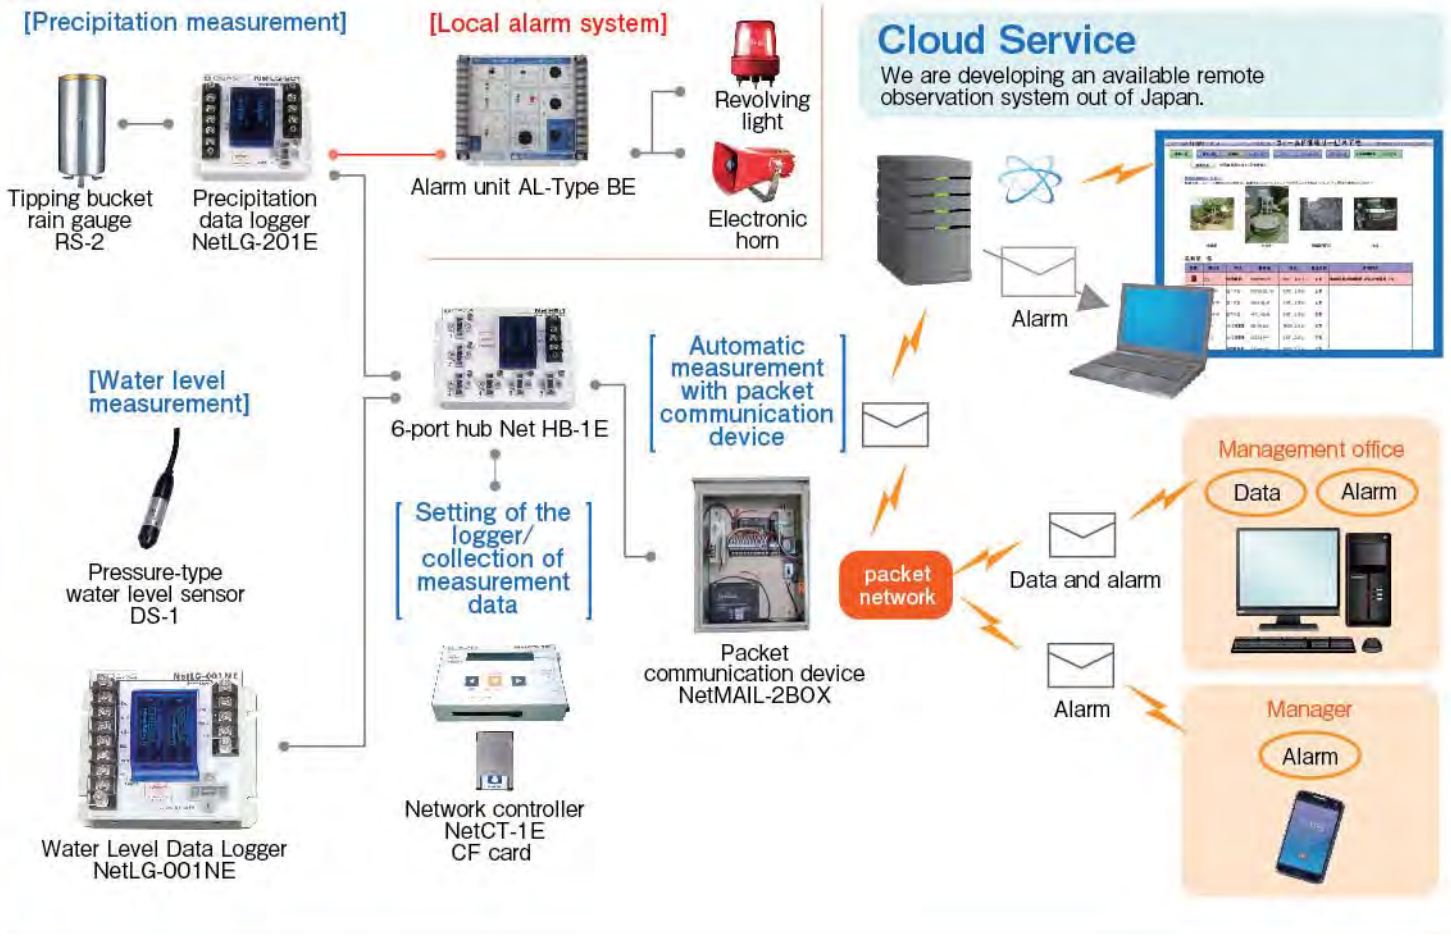 [Precipitation measurement]
Tipping bucket
rain gauge
RS-2
Precipitation
data logger
NetLG-201E
[Local alarm system]
Alarm unit AL-Type BE
Revolving
light
Electronic
horn
Cloud Service
We are developing an available remote
observation system out of Japan.
Alarm
[Water level
measurement]
Pressure-type
water level sensor
DS-1
NetLG-001NE
Water Level Data Logger
NetLG-001NE
6-port hub Net HB-1E
[Setting of the
logger/
collection of
measurement
data]
Network controller
NetCT-1E
CF card
[Automatic
measurement
with packet
communication
device]
Packet
communication device
NetMAIL-2BOX
packet
network
Data and alarm
Alarm
Management office
Data
Alarm
Manager
Alarm